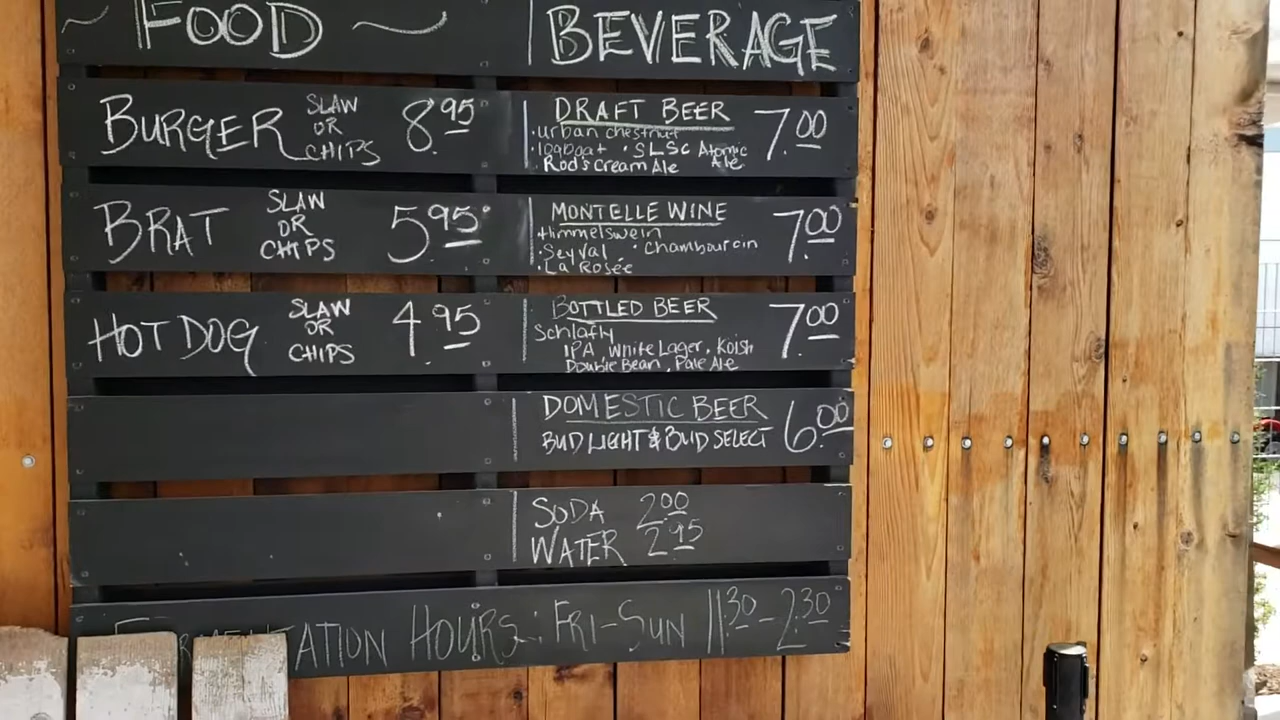 ~ FOOD ~
BEVERAGE
BURGER SLAW OR CHIPS 8.95
DRAFT BEER 7.00
·urban chestnut
·logboat ·SLSC Atomic Ale
Rod's Cream Ale
BRAT SLAW OR CHIPS 5.95
MONTELLE WINE 7.00
Himmelswein
·Seyval ·Chambourcin
·La Rosée
HOT DOG SLAW OR CHIPS 4.95
BOTTLED BEER 7.00
Schlafly
IPA, White Lager, Kolsh
Double Bean, Pale Ale
DOMESTIC BEER 6.00
BUD LIGHT & BUD SELECT
SODA 2.00
WATER 2.95
HOURS: FRI-SUN 11:30-2:30